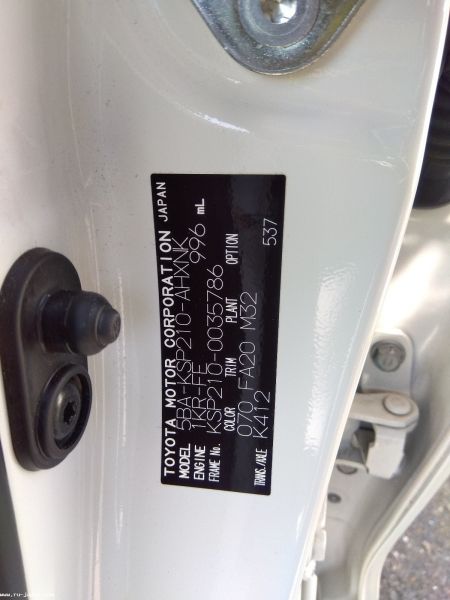 TOYOTA MOTOR CORPORATION JAPAN
MODEL 5BA-KSP210-AHXNK
ENGINE 1KR-FE 996 mL
FRAME No. KSP210-0035786
COLOR TRIM PLANT OPTION
070 FA20 M32 537
TRANS./AXLE K412